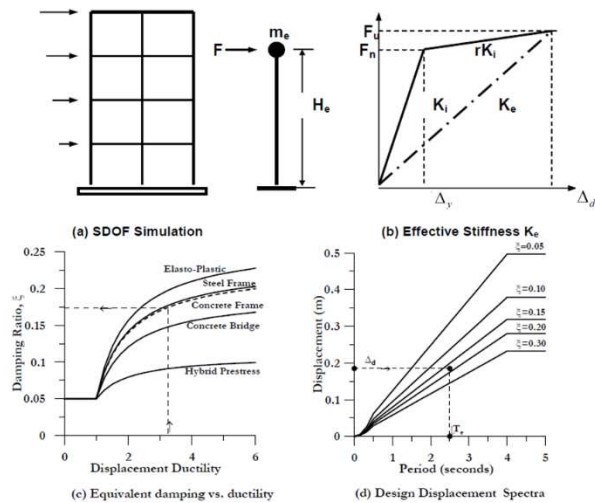 F
mₑ
Hₑ
Fᵤ
Fₙ
rKᵢ
Kᵢ
Kₑ
Δy
Δd
(a) SDOF Simulation
(b) Effective Stiffness Kₑ
Damping Ratio, ξ
0.25
0.2
0.15
0.1
0.05
0
Elasto-Plastic
Steel Frame
Concrete Frame
Concrete Bridge
Hybrid Prestress
0 2 4 6
Displacement Ductility
(c) Equivalent damping vs. ductility
Displacement (m)
0.5
0.4
0.3
0.2
0.1
0
ξ=0.05
ξ=0.10
ξ=0.15
ξ=0.20
ξ=0.30
Δd
Tₑ
0 1 2 3 4 5
Period (seconds)
(d) Design Displacement Spectra